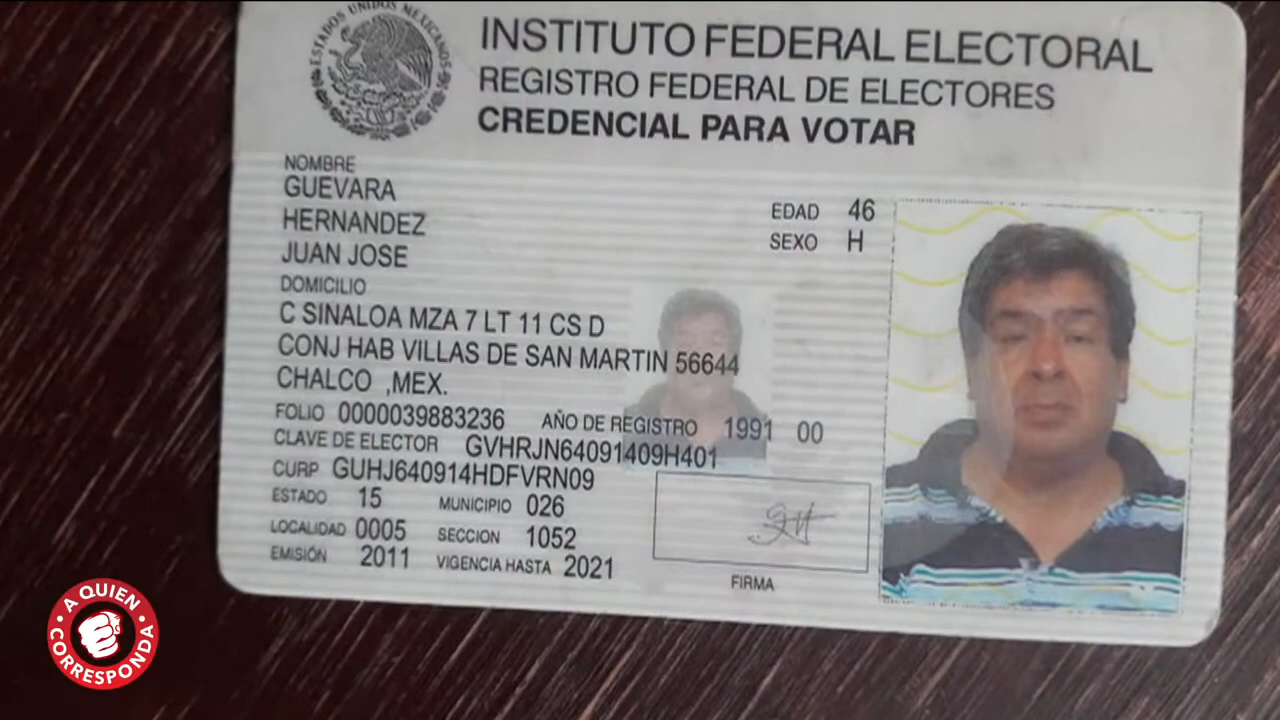 ESTADOS UNIDOS MEXICANOS
INSTITUTO FEDERAL ELECTORAL
REGISTRO FEDERAL DE ELECTORES
CREDENCIAL PARA VOTAR
NOMBRE
GUEVARA
HERNANDEZ
JUAN JOSE
EDAD 46
SEXO H
DOMICILIO
C SINALOA MZA 7 LT 11 CS D
CONJ HAB VILLAS DE SAN MARTIN 56644
CHALCO ,MEX.
FOLIO 0000039883236 AÑO DE REGISTRO 1991 00
CLAVE DE ELECTOR GVHRJN64091409H401
CURP GUHJ640914HDFVRN09
ESTADO 15 MUNICIPIO 026
LOCALIDAD 0005 SECCION 1052
EMISIÓN 2011 VIGENCIA HASTA 2021
FIRMA
A QUIEN CORRESPONDA